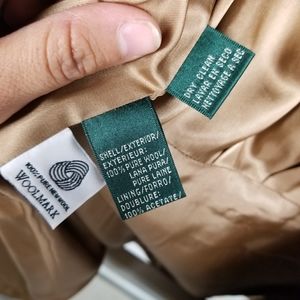 DRY CLEAN
LAVAR EN SECO
NETTOYAGE A SEC
SHELL/EXTERIOR/
EXTERIEUR:
100% PURE WOOL/
LANA PURA/
PURE LAINE
LINING/FORRO/
DOUBLURE:
100% ACETATE/
100% PURE NEW WOOL
WOOLMARK